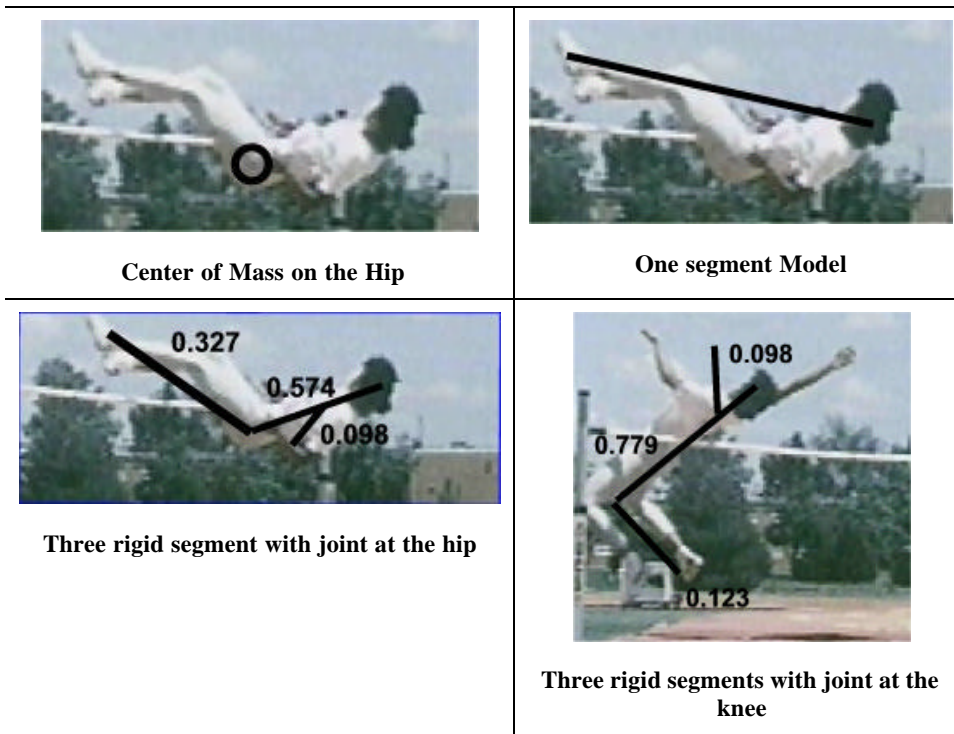 Center of Mass on the Hip
One segment Model
0.327
0.574
0.098
Three rigid segment with joint at the hip
0.098
0.779
0.123
Three rigid segments with joint at the
knee